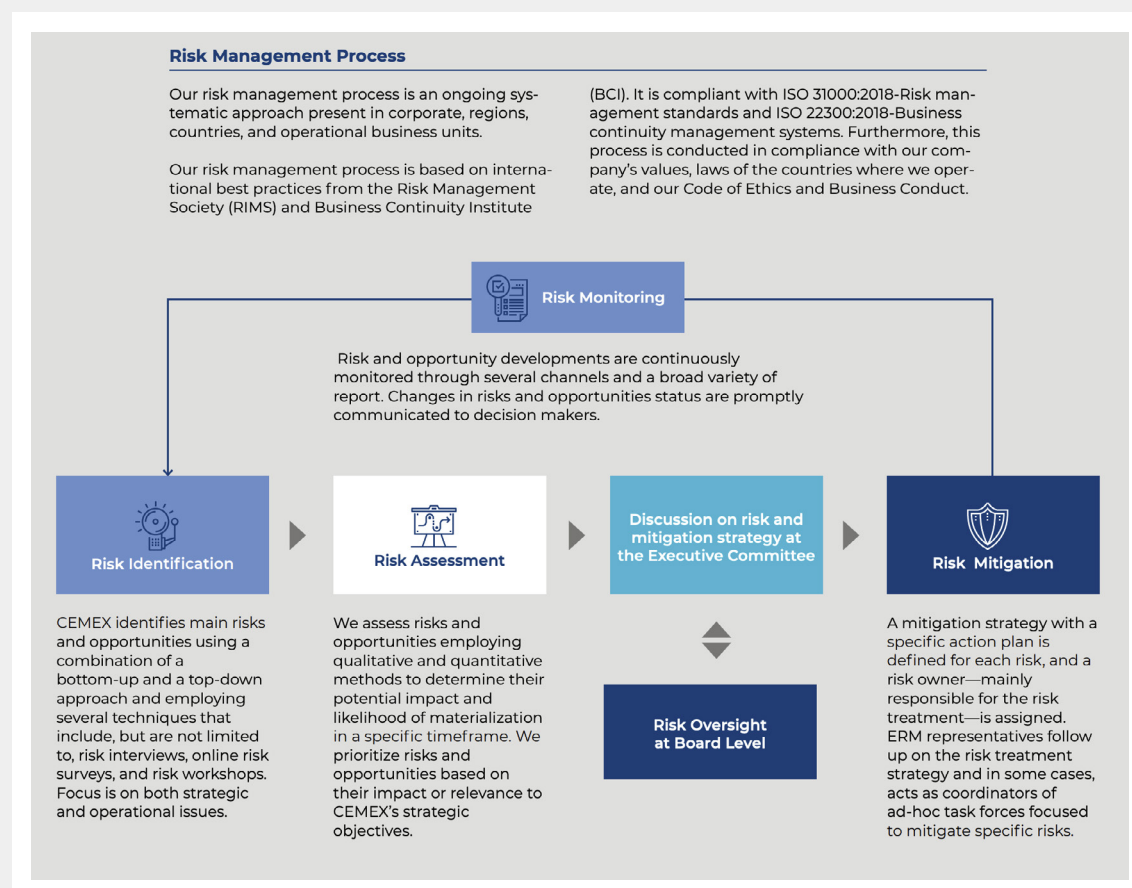 Risk Management Process
Our risk management process is an ongoing sys-
tematic approach present in corporate, regions,
countries, and operational business units.
Our risk management process is based on interna-
tional best practices from the Risk Management
Society (RIMS) and Business Continuity Institute
(BCI). It is compliant with ISO 31000:2018-Risk man-
agement standards and ISO 22300:2018-Business
continuity management systems. Furthermore, this
process is conducted in compliance with our com-
pany's values, laws of the countries where we oper-
ate, and our Code of Ethics and Business Conduct.
Risk Monitoring
Risk and opportunity developments are continuously
monitored through several channels and a broad variety of
report. Changes in risks and opportunities status are promptly
communicated to decision makers.
Risk Identification
CEMEX identifies main risks
and opportunities using a
combination of a
bottom-up and a top-down
approach and employing
several techniques that
include, but are not limited
to, risk interviews, online risk
surveys, and risk workshops.
Focus is on both strategic
and operational issues.
Risk Assessment
We assess risks and
opportunities employing
qualitative and quantitative
methods to determine their
potential impact and
likelihood of materialization
in a specific timeframe. We
prioritize risks and
opportunities based on
their impact or relevance to
CEMEX's strategic
objectives.
Discussion on risk and
mitigation strategy at
the Executive Committee
Risk Oversight
at Board Level
Risk Mitigation
A mitigation strategy with a
specific action plan is
defined for each risk, and a
risk owner—mainly
responsible for the risk
treatment—is assigned.
ERM representatives follow
up on the risk treatment
strategy and in some cases,
acts as coordinators of
ad-hoc task forces focused
to mitigate specific risks.